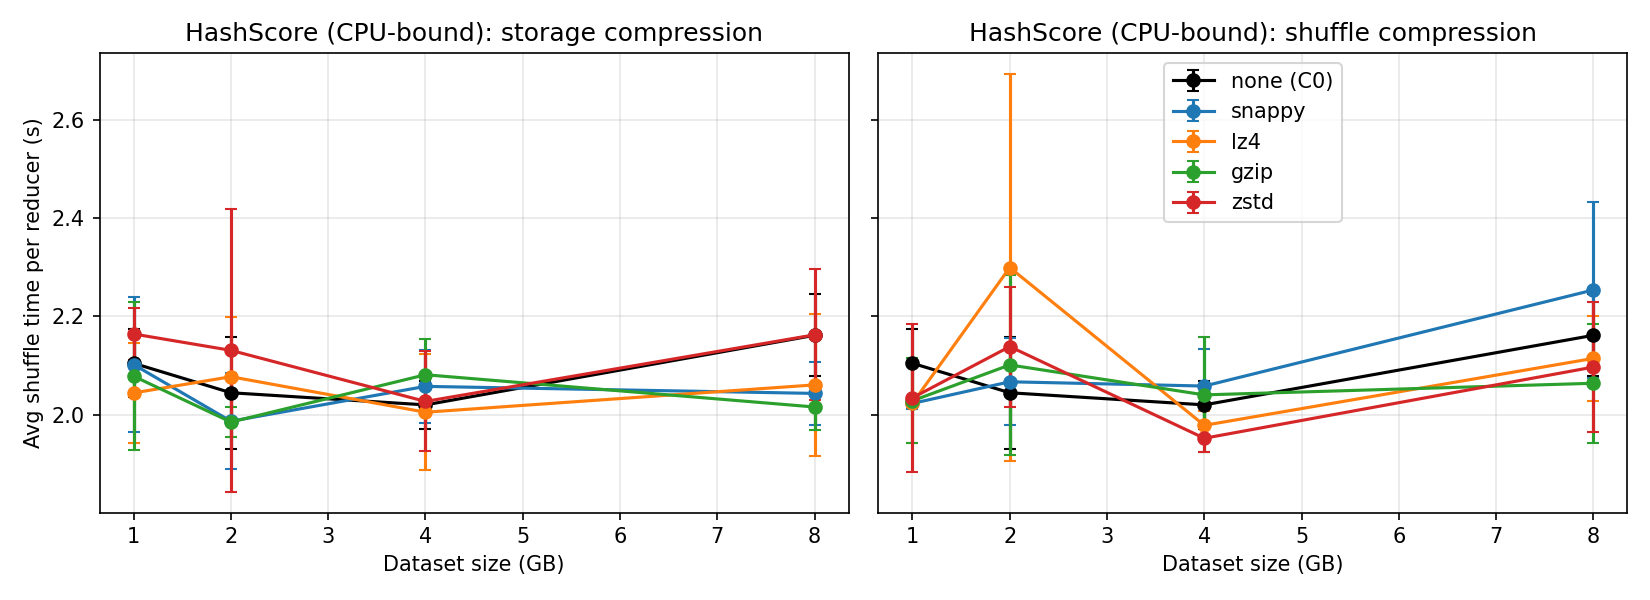 HashScore (CPU-bound): storage compression
HashScore (CPU-bound): shuffle compression
Avg shuffle time per reducer (s)
2.6
2.4
2.2
2.0
none (C0)
snappy
lz4
gzip
zstd
1 2 3 4 5 6 7 8
1 2 3 4 5 6 7 8
Dataset size (GB)
Dataset size (GB)